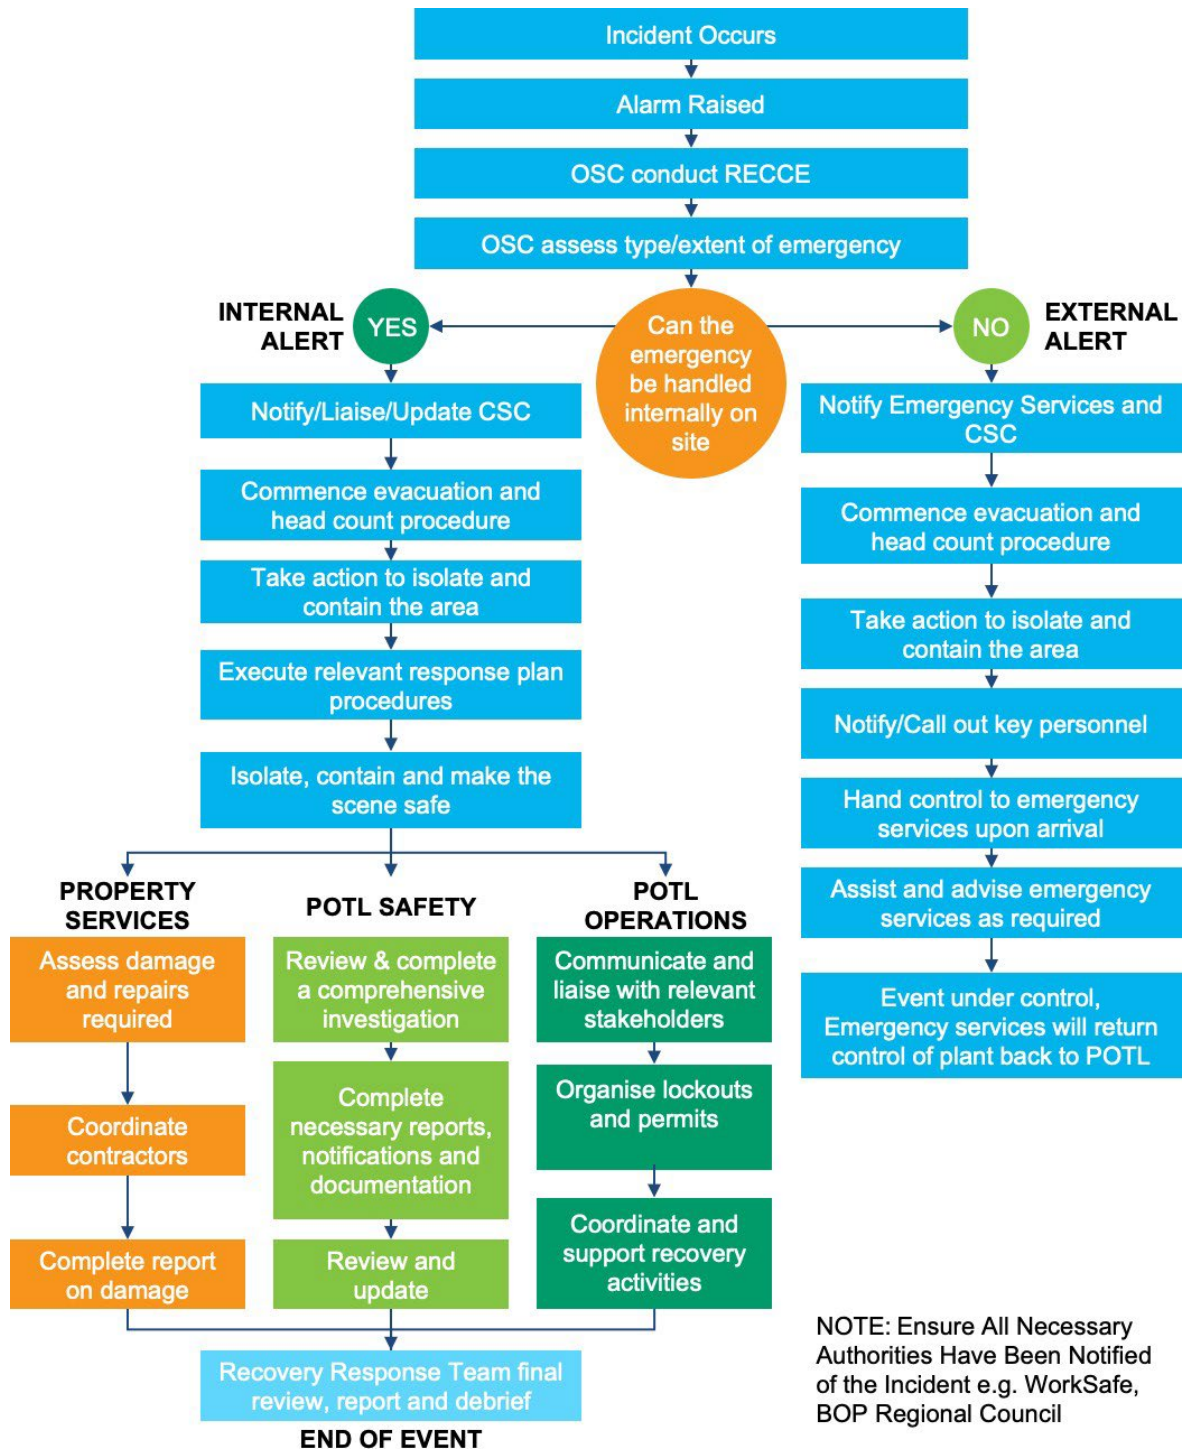 Incident Occurs
Alarm Raised
OSC conduct RECCE
OSC assess type/extent of emergency
Can the
emergency
be handled
internally on
site
INTERNAL
ALERT
YES
Notify/Liaise/Update CSC
Commence evacuation and
head count procedure
Take action to isolate and
contain the area
Execute relevant response plan
procedures
Isolate, contain and make the
scene safe
PROPERTY
SERVICES
Assess damage
and repairs
required
Coordinate
contractors
Complete report
on damage
POTL SAFETY
Review & complete
a comprehensive
investigation
Complete
necessary reports,
notifications and
documentation
Review and
update
POTL
OPERATIONS
Communicate and
liaise with relevant
stakeholders
Organise lockouts
and permits
Coordinate and
support recovery
activities
Recovery Response Team final
review, report and debrief
END OF EVENT
NO
EXTERNAL
ALERT
Notify Emergency Services and
CSC
Commence evacuation and
head count procedure
Take action to isolate and
contain the area
Notify/Call out key personnel
Hand control to emergency
services upon arrival
Assist and advise emergency
services as required
Event under control,
Emergency services will return
control of plant back to POTL
NOTE: Ensure All Necessary
Authorities Have Been Notified
of the Incident e.g. WorkSafe,
BOP Regional Council